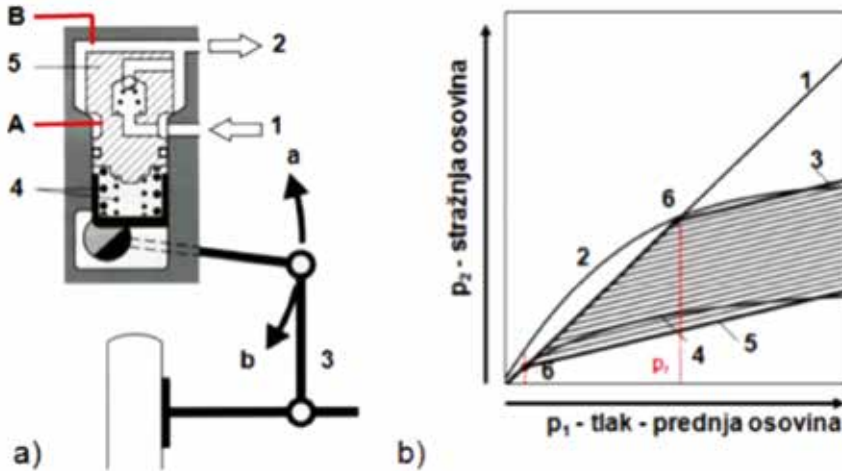 B
5
A
4
2
1
a
b
3
a)
p₂ - stražnja osovina
1
3
6
2
6
p₇
4
5
p₁ - tlak - prednja osovina
b)